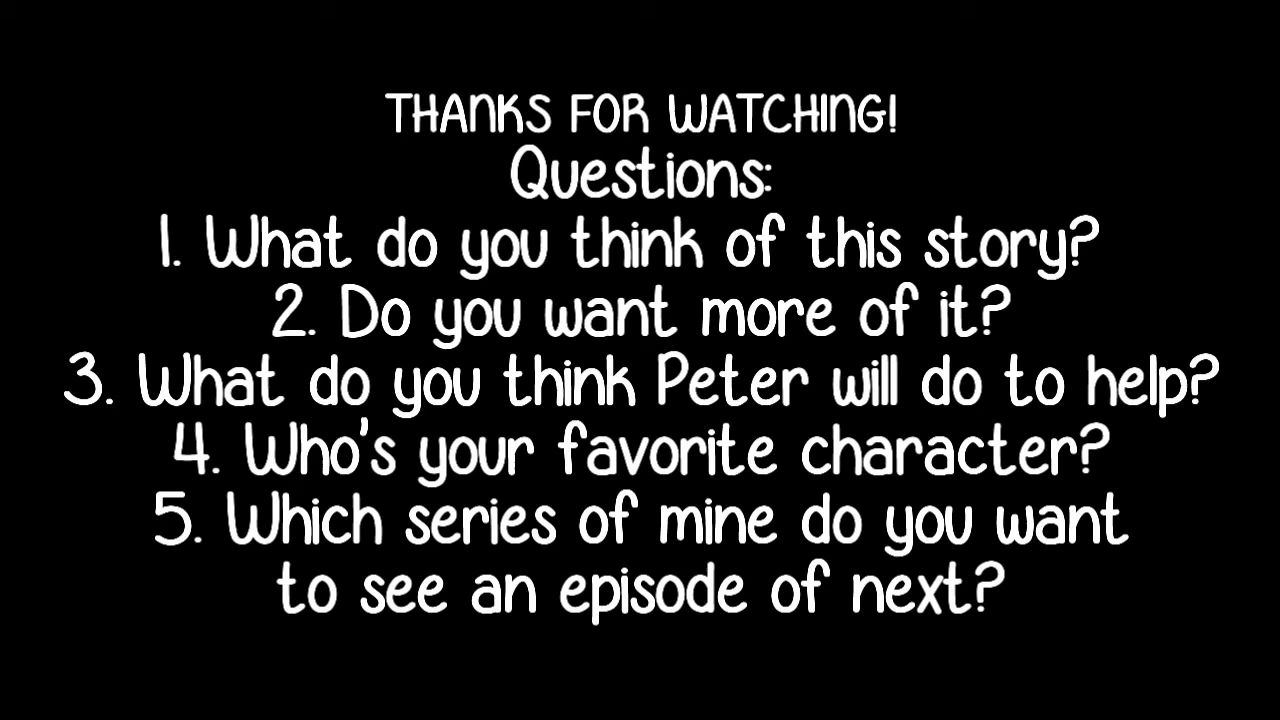 THANKS FOR WATCHING!
Questions:
1. What do you think of this story?
2. Do you want more of it?
3. What do you think Peter will do to help?
4. Who's your favorite character?
5. Which series of mine do you want
to see an episode of next?